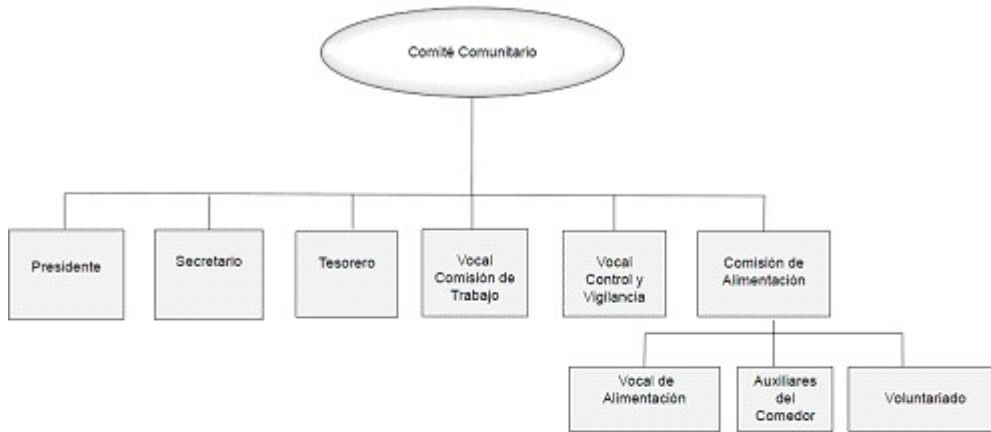 Comité Comunitario
Presidente
Secretario
Tesorero
Vocal
Comisión de
Trabajo
Vocal
Control y
Vigilancia
Comisión de
Alimentación
Vocal de
Alimentación
Auxiliares
del
Comedor
Voluntariado